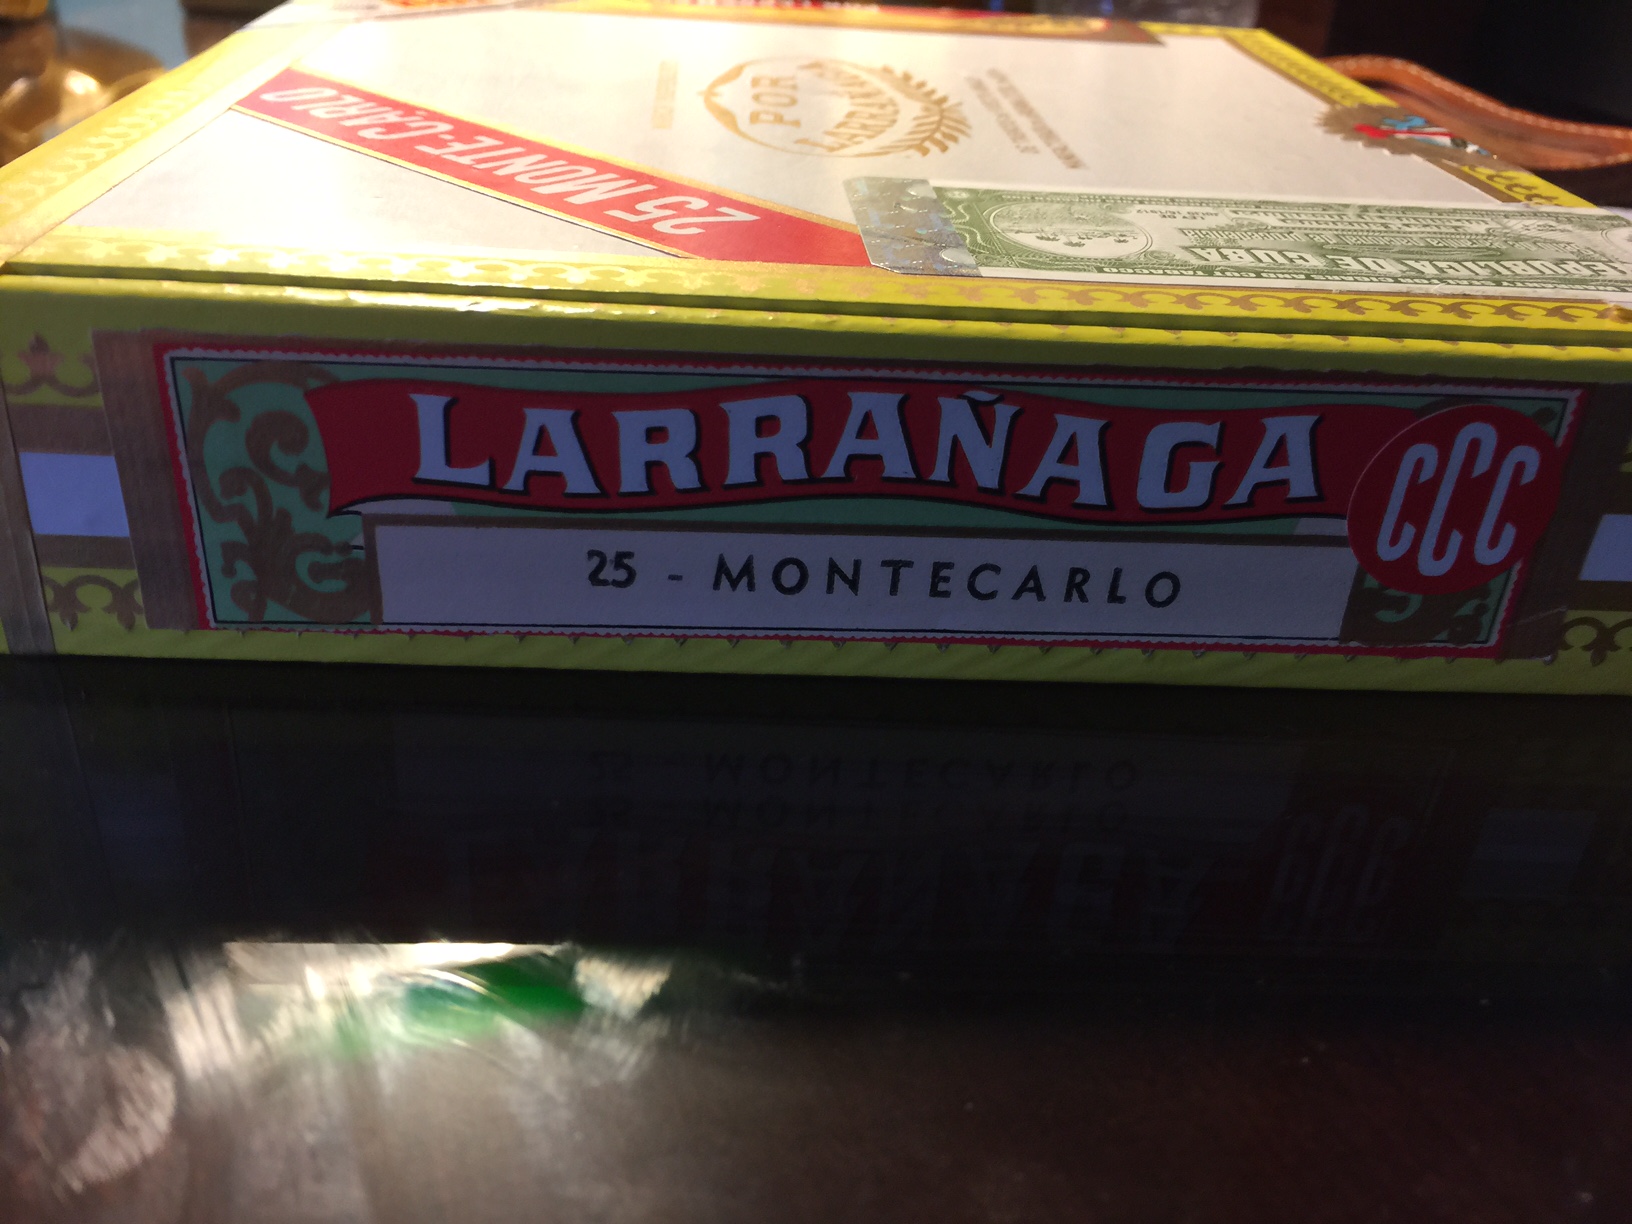 25 MONTE-CARLO
POR
LARRAÑAGA
REPUBLICA DE CUBA
LARRAÑAGA
CCC
25 - MONTECARLO